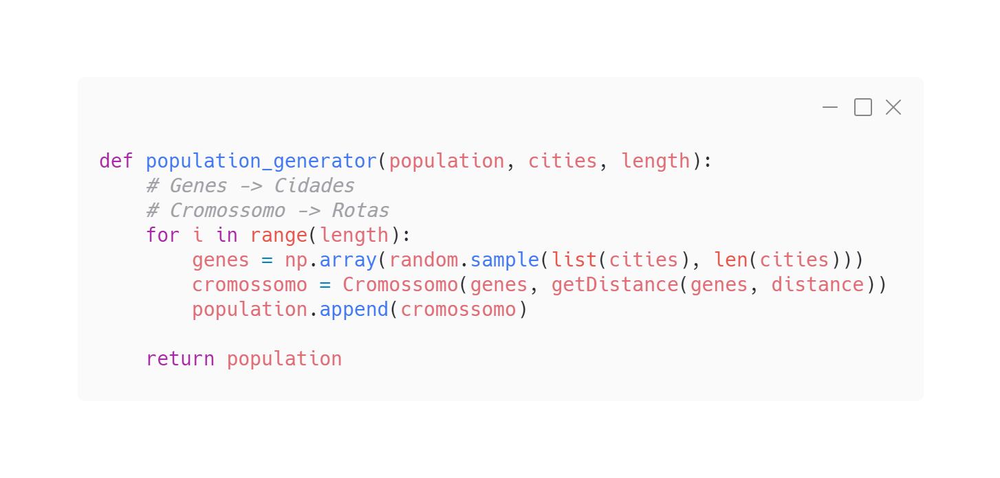 def population_generator(population, cities, length):
    # Genes -> Cidades
    # Cromossomo -> Rotas
    for i in range(length):
        genes = np.array(random.sample(list(cities), len(cities)))
        cromossomo = Cromossomo(genes, getDistance(genes, distance))
        population.append(cromossomo)

    return population